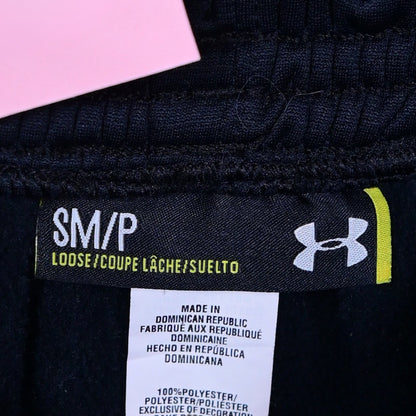 SM/P
LOOSE/COUPE LÂCHE/SUELTO
MADE IN
DOMINICAN REPUBLIC
FABRIQUÉ AUX REPUBLIQUE
DOMINICAINE
HECHO EN REPÚBLICA
DOMINICANA
100%POLYESTER/
POLYESTER/POLIÉSTER
EXCLUSIVE OF DECORATION